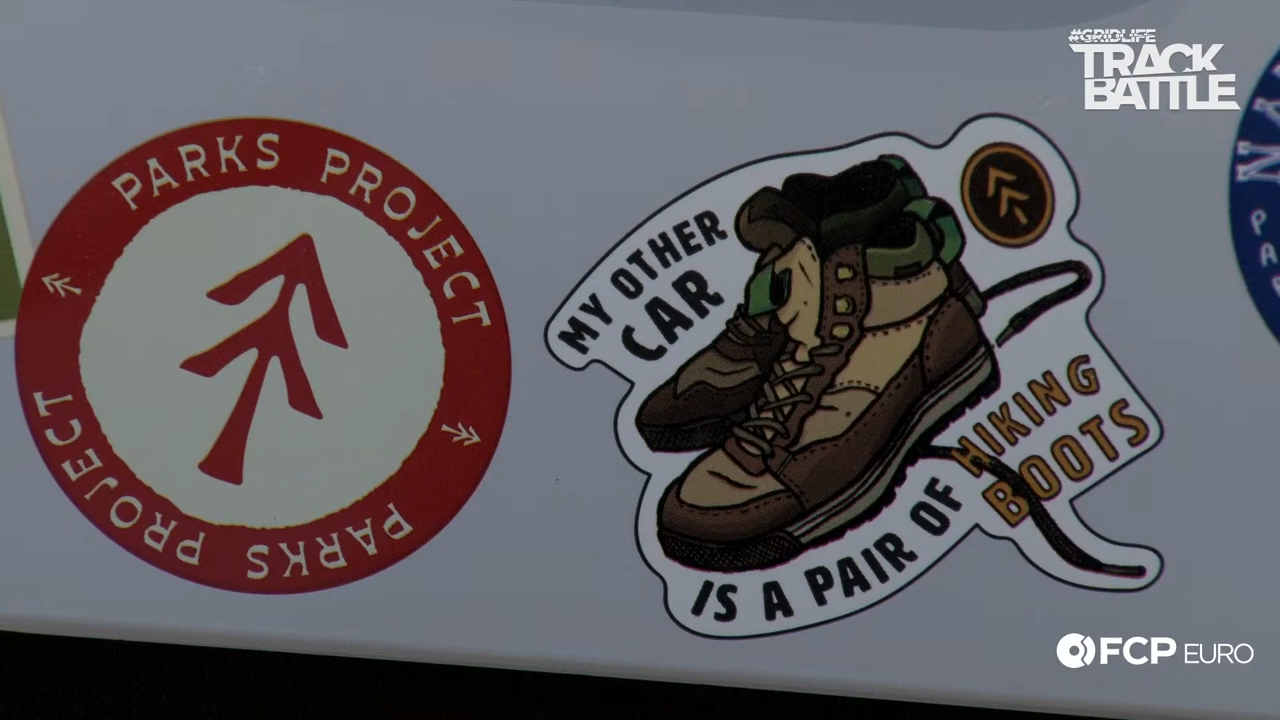 #GRIDLIFE
TRACK
BATTLE
PARKS PROJECT
PARKS PROJECT
MY OTHER
CAR
IS A PAIR OF
HIKING
BOOTS
FCP EURO